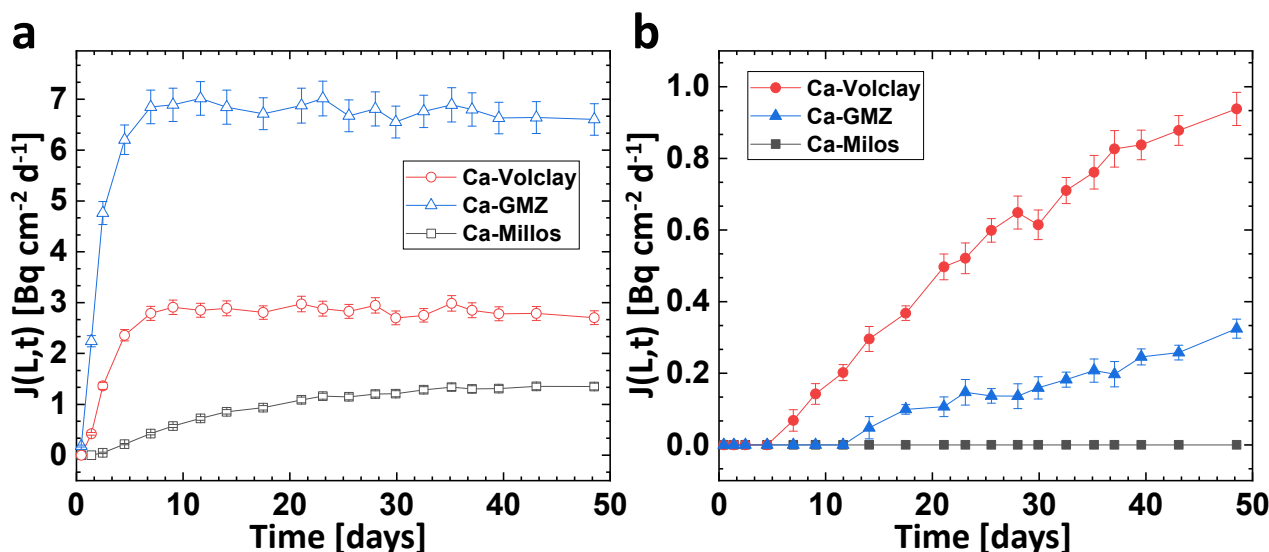 a
J(L,t) [Bq cm-2 d-1]
7
6
5
4
3
2
1
0
Ca-Volclay
Ca-GMZ
Ca-Millos
0 10 20 30 40 50
Time [days]
b
J(L,t) [Bq cm-2 d-1]
1.0
0.8
0.6
0.4
0.2
0.0
Ca-Volclay
Ca-GMZ
Ca-Milos
0 10 20 30 40 50
Time [days]